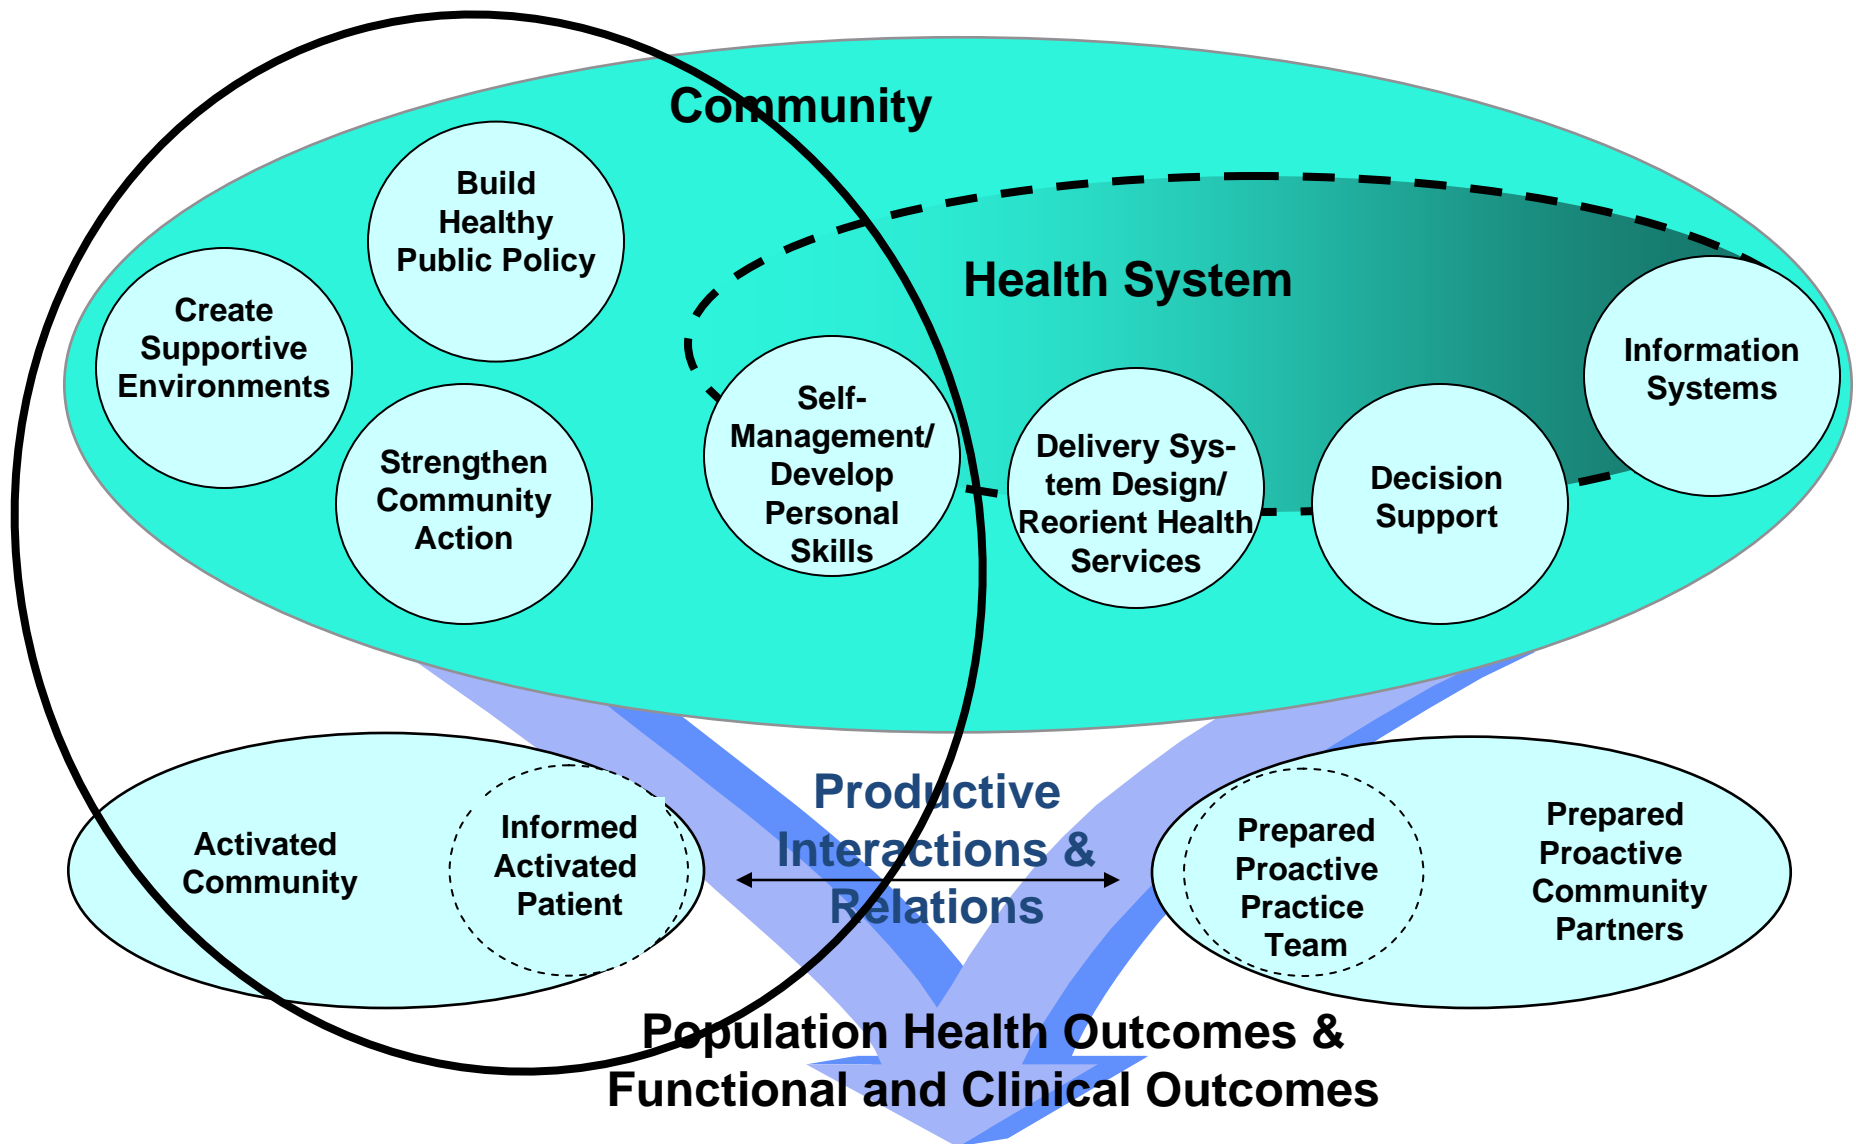 Community
Build
Healthy
Public Policy
Create
Supportive
Environments
Strengthen
Community
Action
Health System
Self-
Management/
Develop
Personal
Skills
Delivery Sys-
tem Design/
Reorient Health
Services
Decision
Support
Information
Systems
Activated
Community
Informed
Activated
Patient
Productive
Interactions &
Relations
Prepared
Proactive
Practice
Team
Prepared
Proactive
Community
Partners
Population Health Outcomes &
Functional and Clinical Outcomes